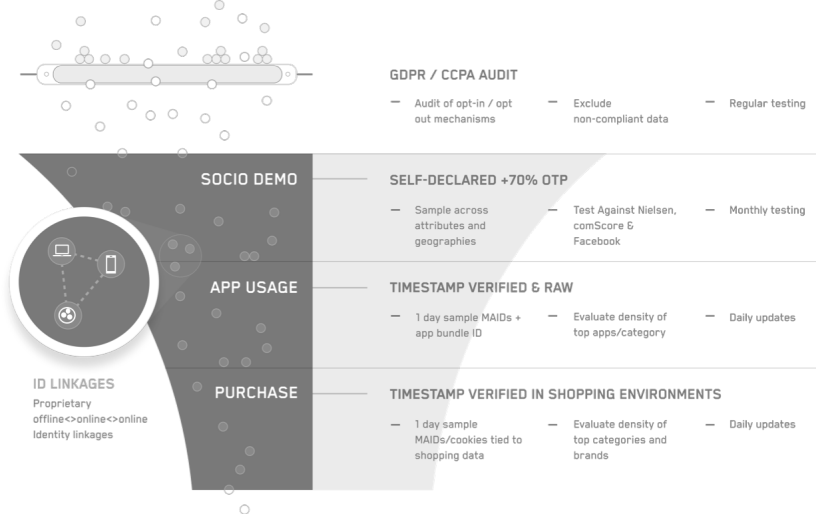 GDPR / CCPA AUDIT
— Audit of opt-in / opt
out mechanisms
— Exclude
non-compliant data
— Regular testing
SOCIO DEMO
SELF-DECLARED +70% OTP
— Sample across
attributes and
geographies
— Test Against Nielsen,
comScore &
Facebook
— Monthly testing
APP USAGE
TIMESTAMP VERIFIED & RAW
— 1 day sample MAIDs +
app bundle ID
— Evaluate density of
top apps/category
— Daily updates
ID LINKAGES
Proprietary
offline<>online<>online
Identity linkages
PURCHASE
TIMESTAMP VERIFIED IN SHOPPING ENVIRONMENTS
— 1 day sample
MAIDs/cookies tied to
shopping data
— Evaluate density of
top categories and
brands
— Daily updates